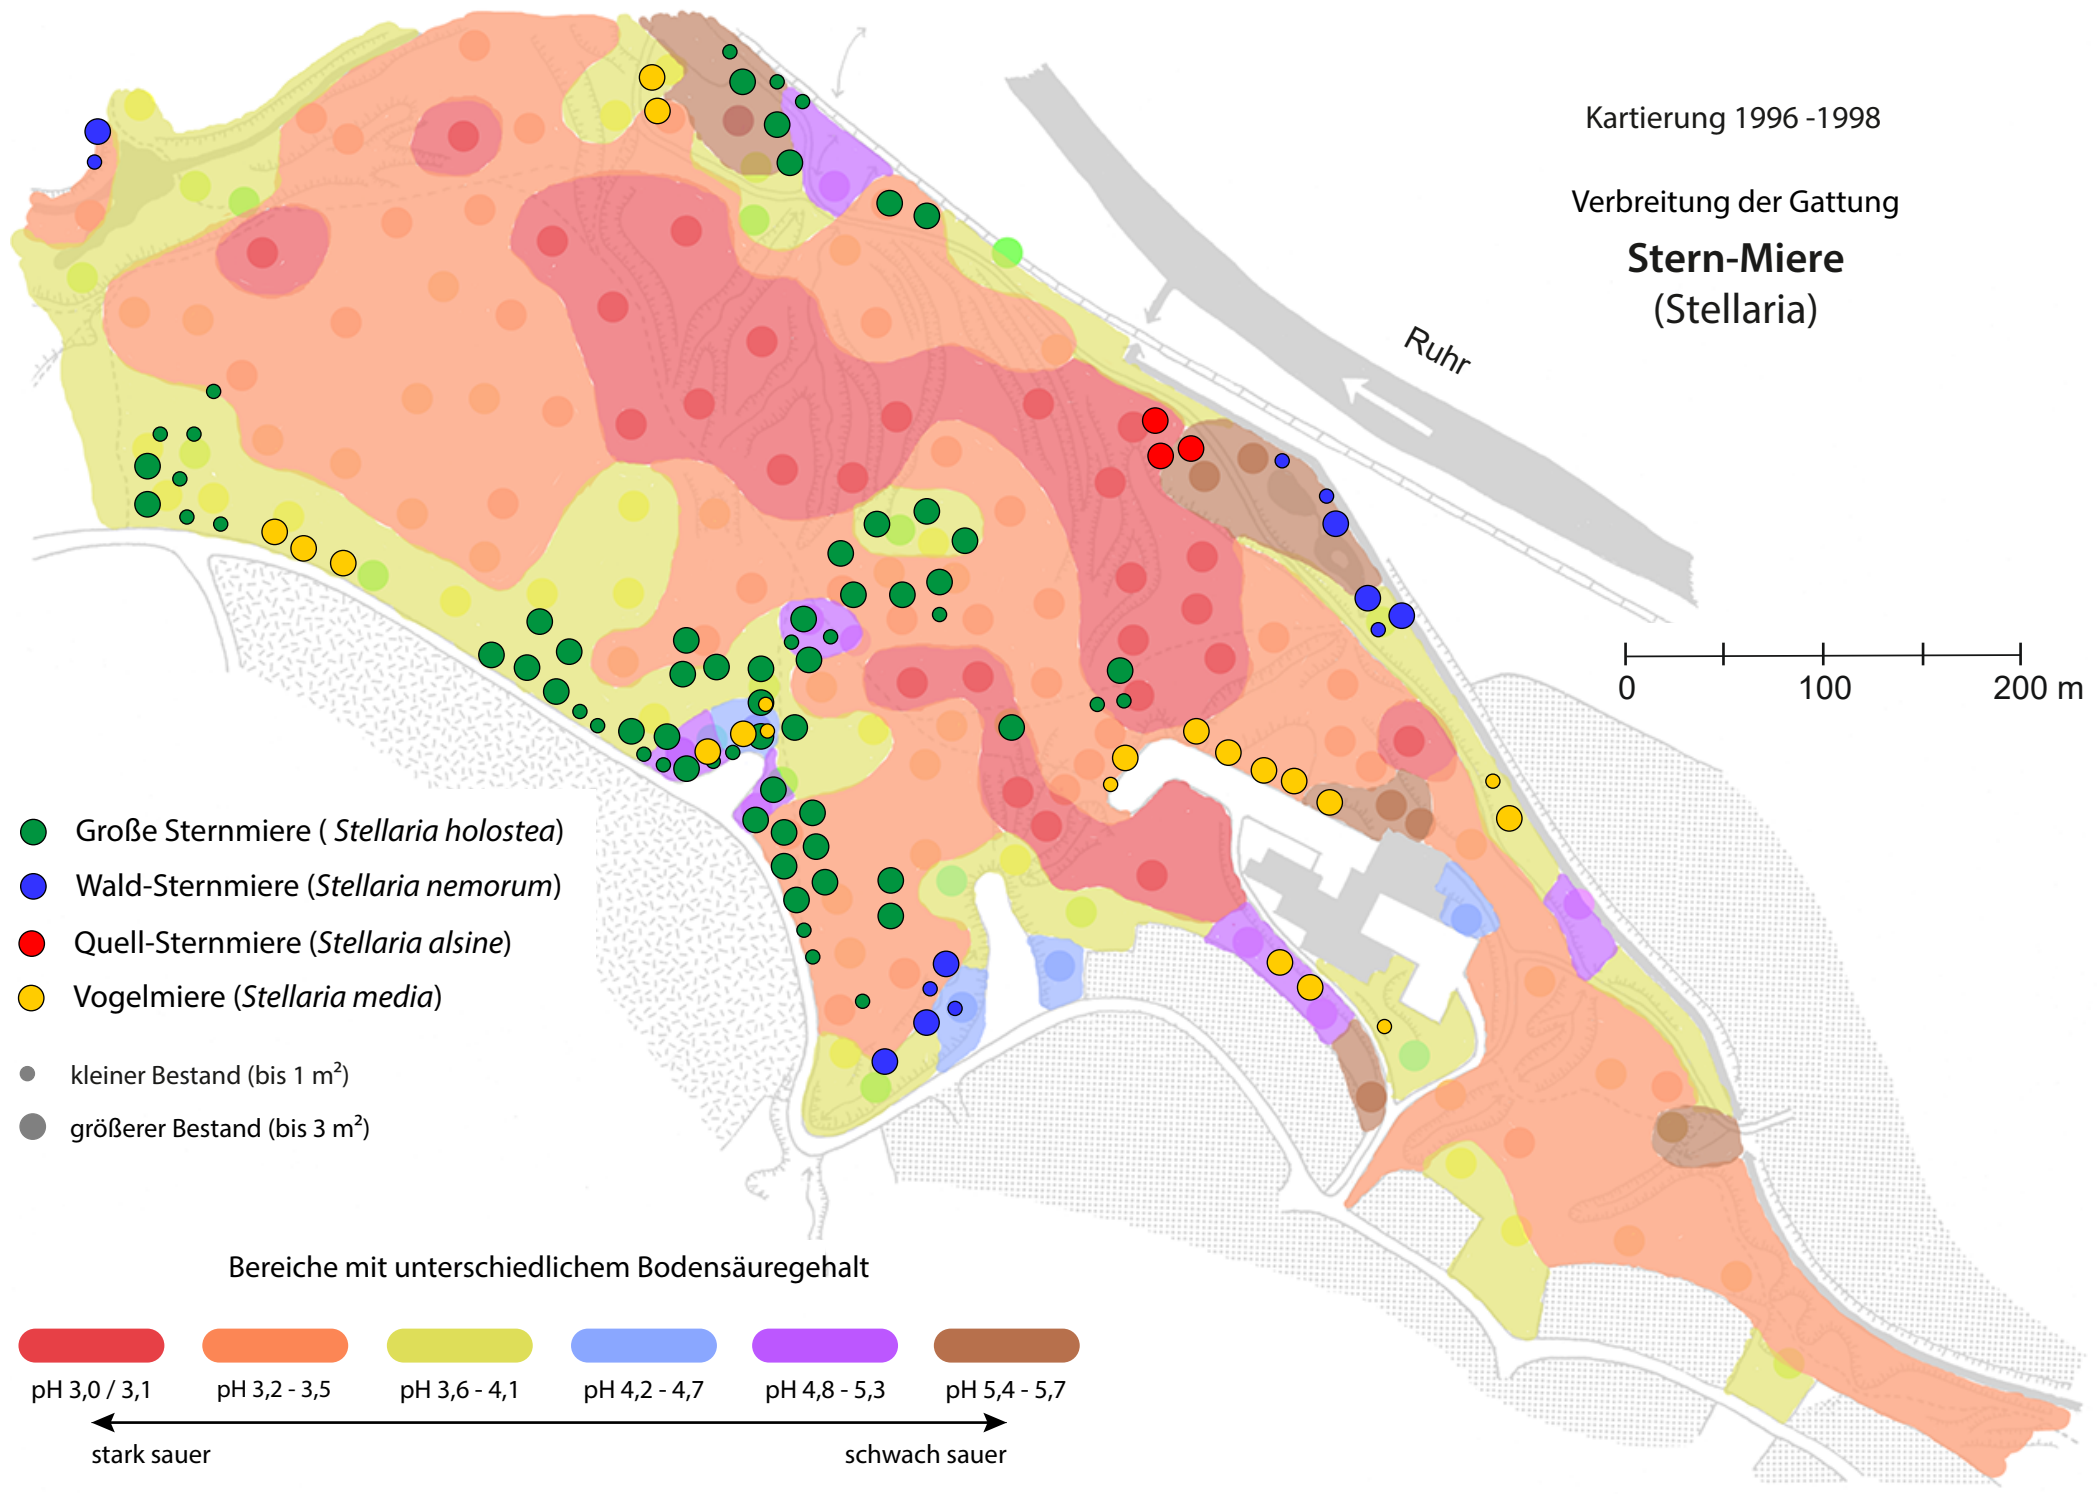 Kartierung 1996 -1998
Verbreitung der Gattung
Stern-Miere
(Stellaria)
Ruhr
0 100 200 m
Große Sternmiere ( Stellaria holostea)
Wald-Sternmiere (Stellaria nemorum)
Quell-Sternmiere (Stellaria alsine)
Vogelmiere (Stellaria media)
kleiner Bestand (bis 1 m²)
größerer Bestand (bis 3 m²)
Bereiche mit unterschiedlichem Bodensäuregehalt
pH 3,0 / 3,1 pH 3,2 - 3,5 pH 3,6 - 4,1 pH 4,2 - 4,7 pH 4,8 - 5,3 pH 5,4 - 5,7
stark sauer schwach sauer